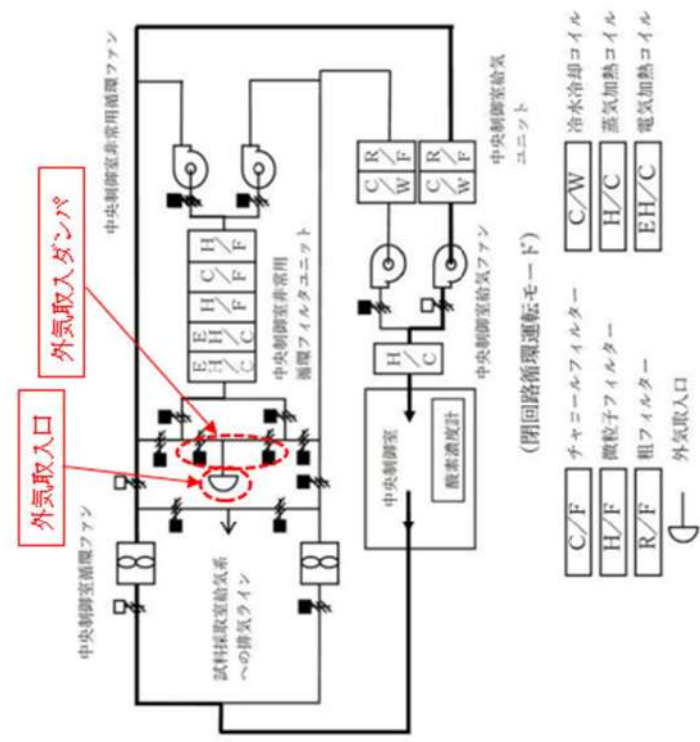 外気取入口
外気取入ダンパ
中央制御室循環ファン
中央制御室非常用循環ファン
試料採取室給気系
への排気ライン
E
H
C
E
H
C
H
F
C
F
H
F
中央制御室非常用
循環フィルタユニット
C
W
R
F
C
W
R
F
H
C
中央制御室
酸素濃度計
中央制御室給気ファン
中央制御室給気
ユニット
(閉回路循環運転モード)
C/F チャコールフィルター
H/F 微粒子フィルター
R/F 粗フィルター
外気取入口
C/W 冷水冷却コイル
H/C 蒸気加熱コイル
EH/C 電気加熱コイル